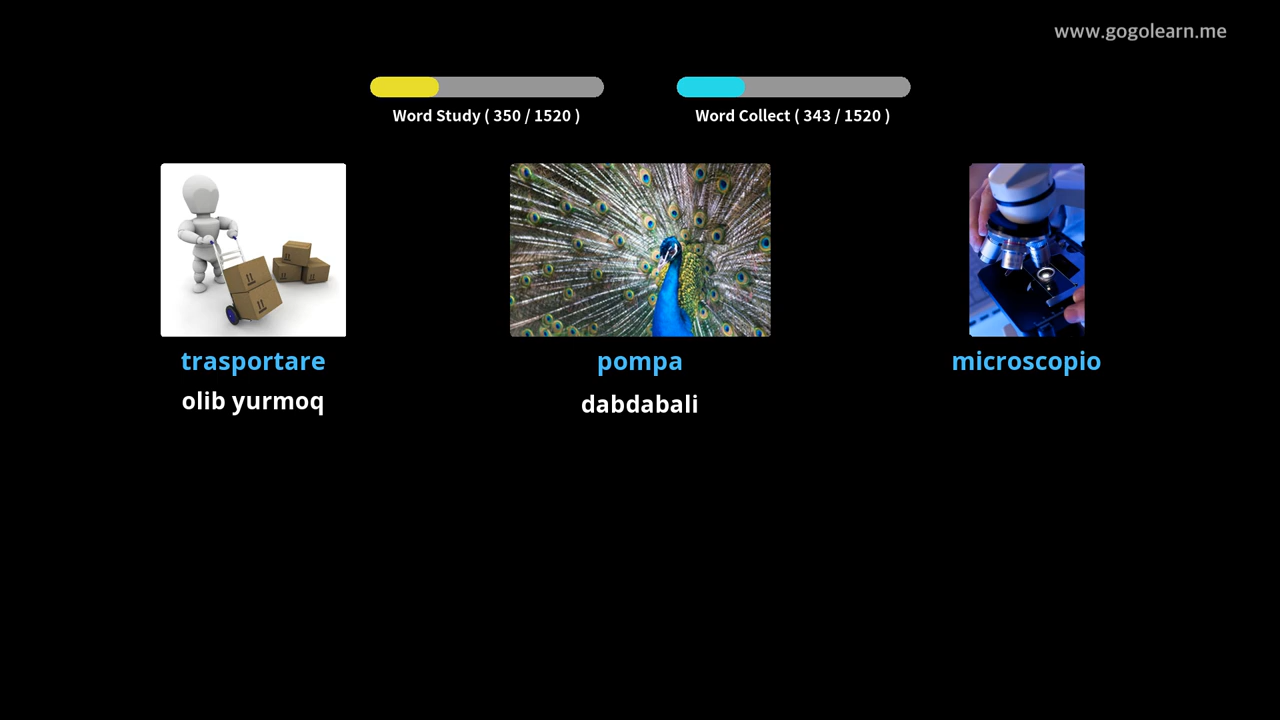 www.gogolearn.me
Word Study ( 350 / 1520 )
Word Collect ( 343 / 1520 )
trasportare
olib yurmoq
pompa
dabdabali
microscopio